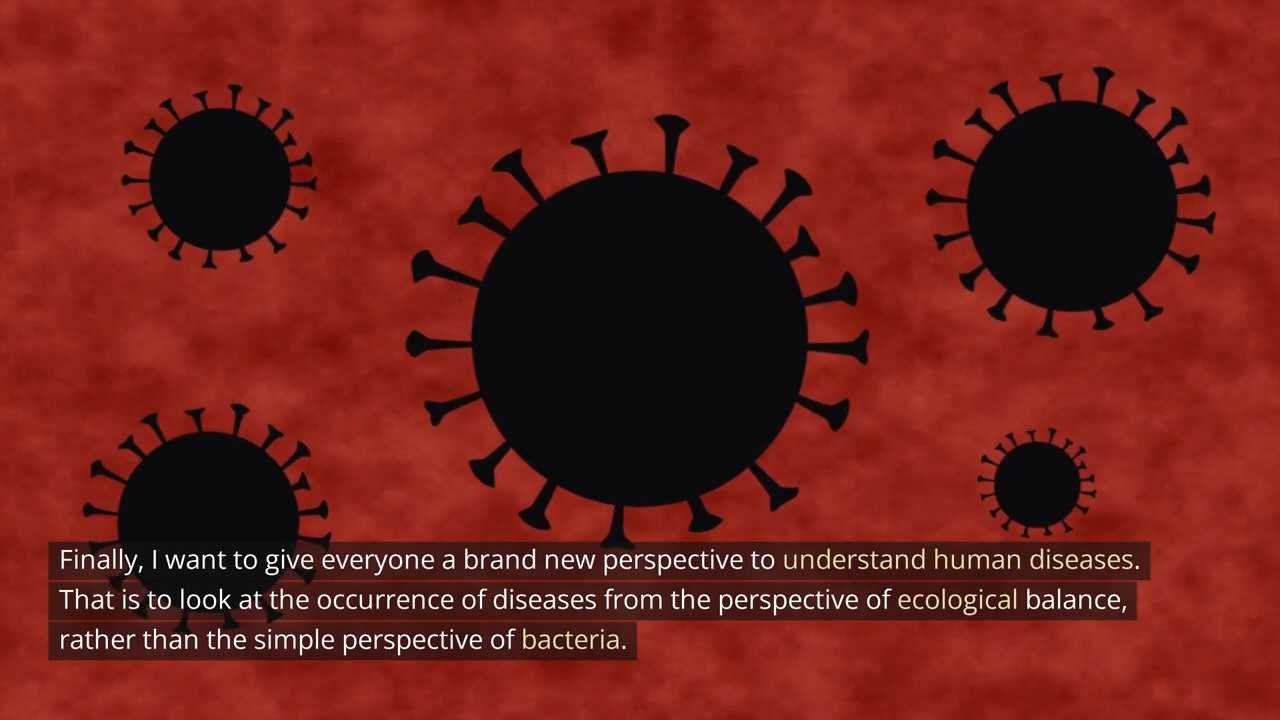 Finally, I want to give everyone a brand new perspective to understand human diseases.
That is to look at the occurrence of diseases from the perspective of ecological balance,
rather than the simple perspective of bacteria.